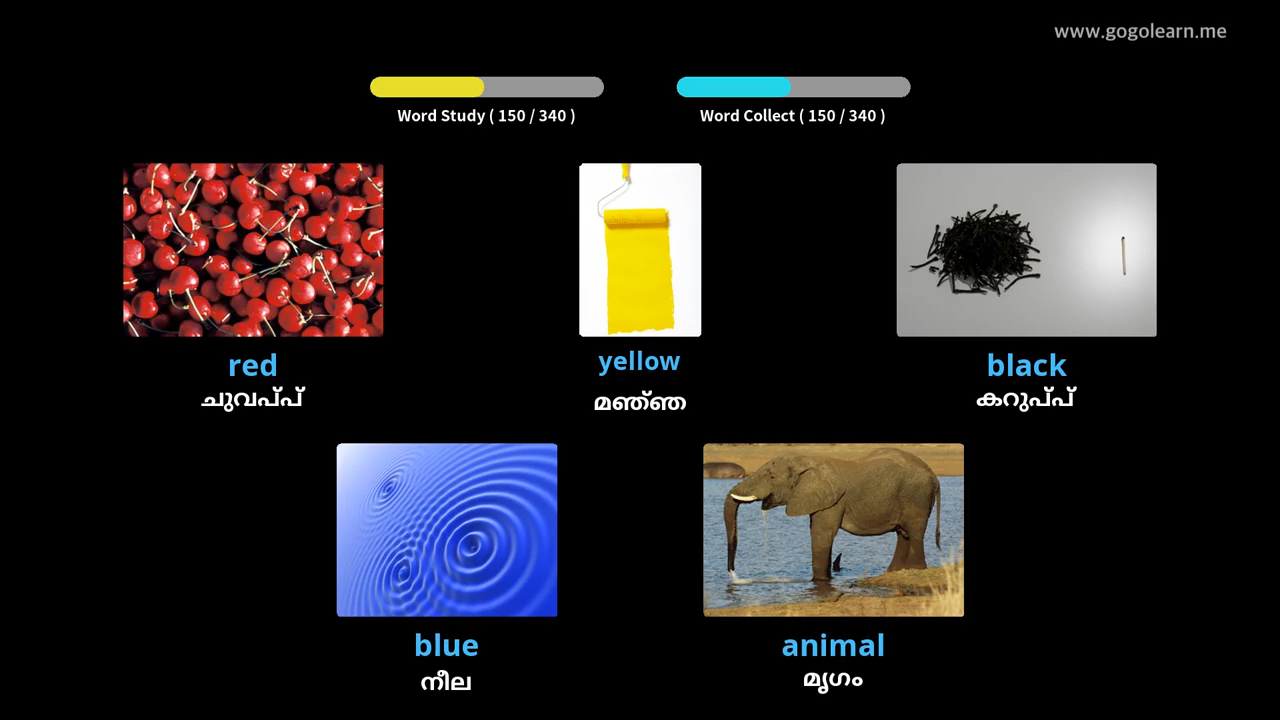 www.gogolearn.me
Word Study ( 150 / 340 )
Word Collect ( 150 / 340 )
red
ചുവപ്പ്
yellow
മഞ്ഞ
black
കറുപ്പ്
blue
നീല
animal
മൃഗം